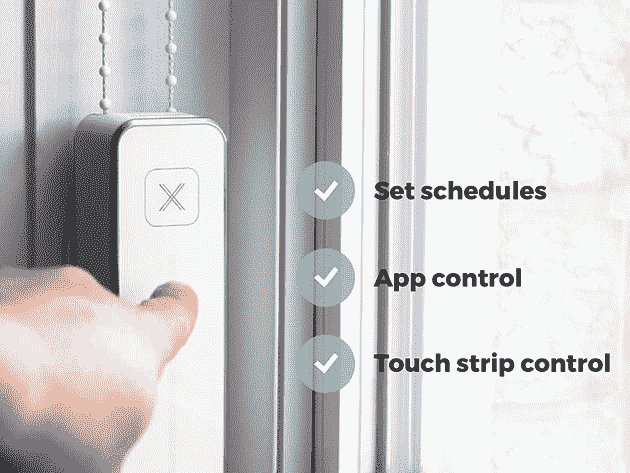 X
Set schedules
App control
Touch strip control